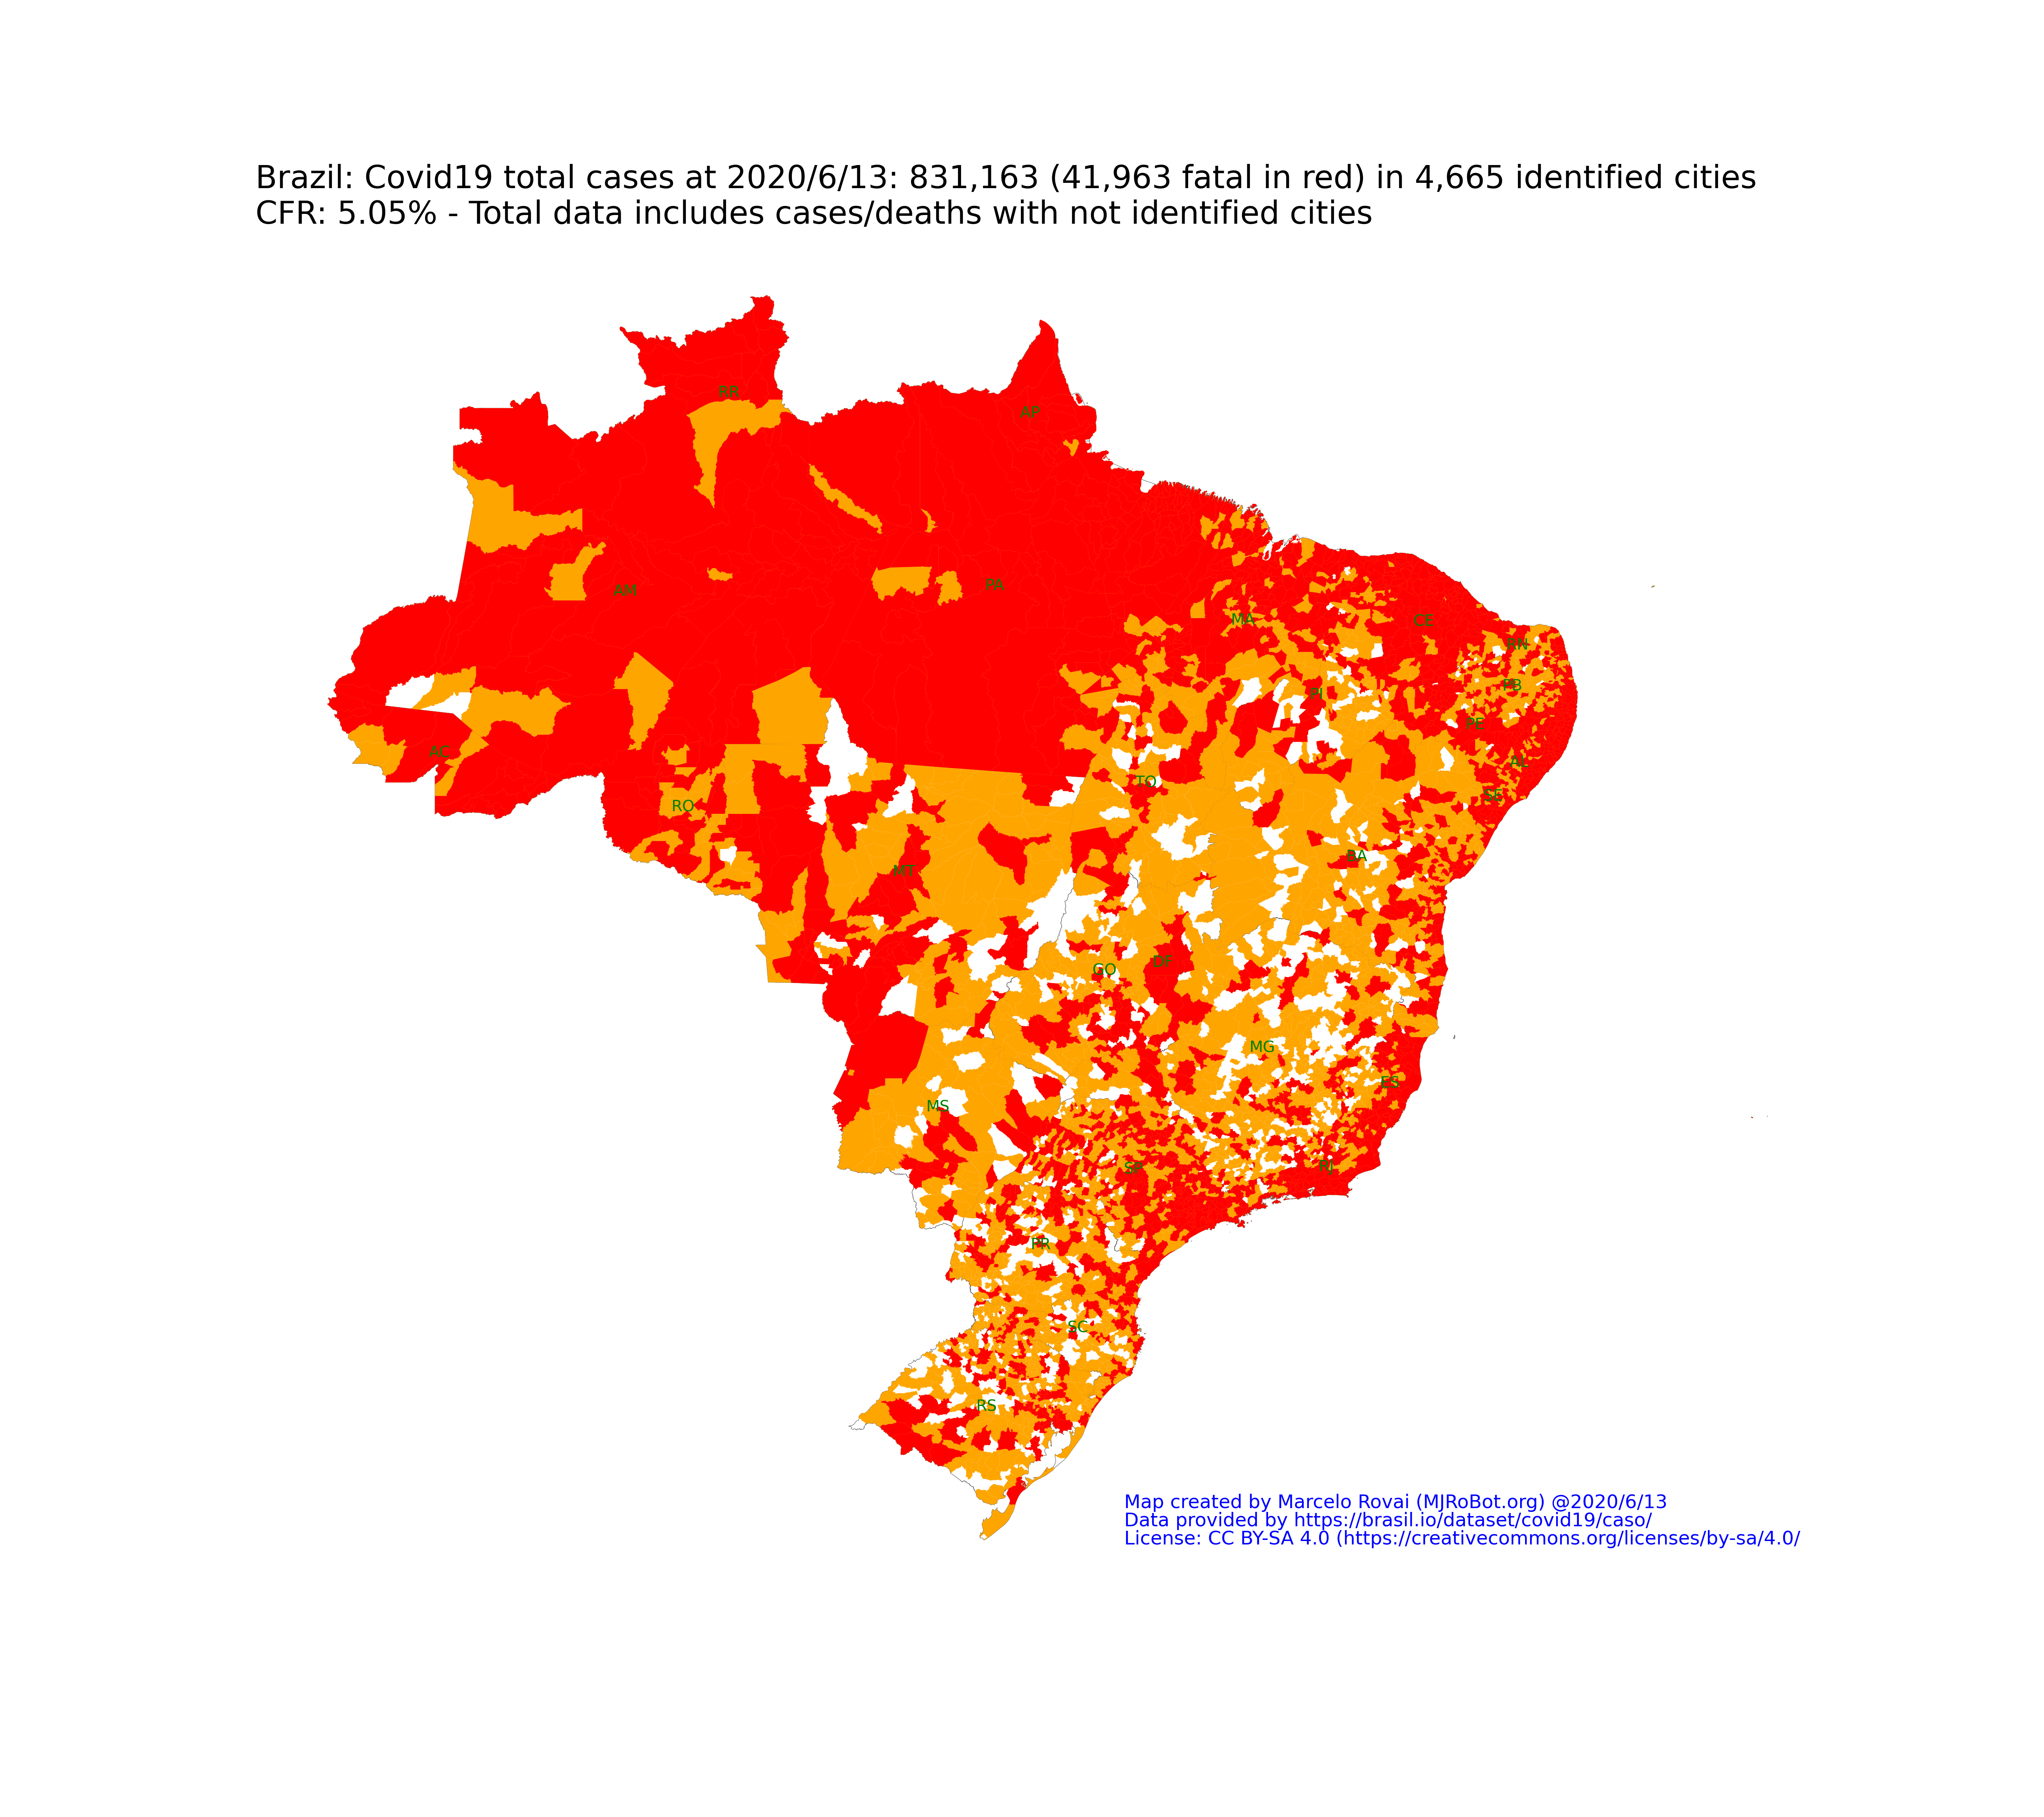 Brazil: Covid19 total cases at 2020/6/13: 831,163 (41,963 fatal in red) in 4,665 identified cities
CFR: 5.05% - Total data includes cases/deaths with not identified cities
RR
AP
AM
PA
MA
CE
RN
PB
PI
PE
AC
AL
TO
SE
RO
BA
MT
DF
GO
MG
ES
MS
RJ
SP
PR
SC
RS
Map created by Marcelo Rovai (MJRoBot.org) @2020/6/13
Data provided by https://brasil.io/dataset/covid19/caso/
License: CC BY-SA 4.0 (https://creativecommons.org/licenses/by-sa/4.0/